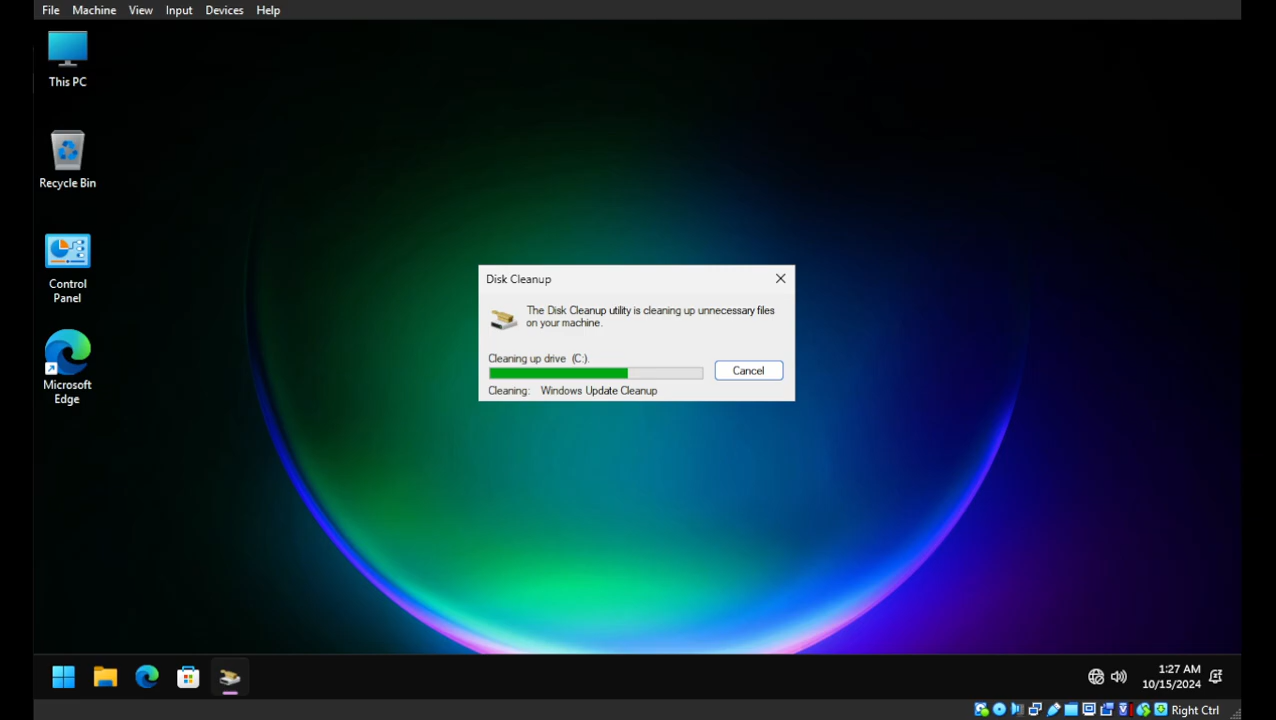 File Machine View Input Devices Help
This PC
Recycle Bin
Control
Panel
Microsoft
Edge
Disk Cleanup
The Disk Cleanup utility is cleaning up unnecessary files
on your machine.
Cleaning up drive (C:).
Cancel
Cleaning: Windows Update Cleanup
1:27 AM
10/15/2024
Right Ctrl